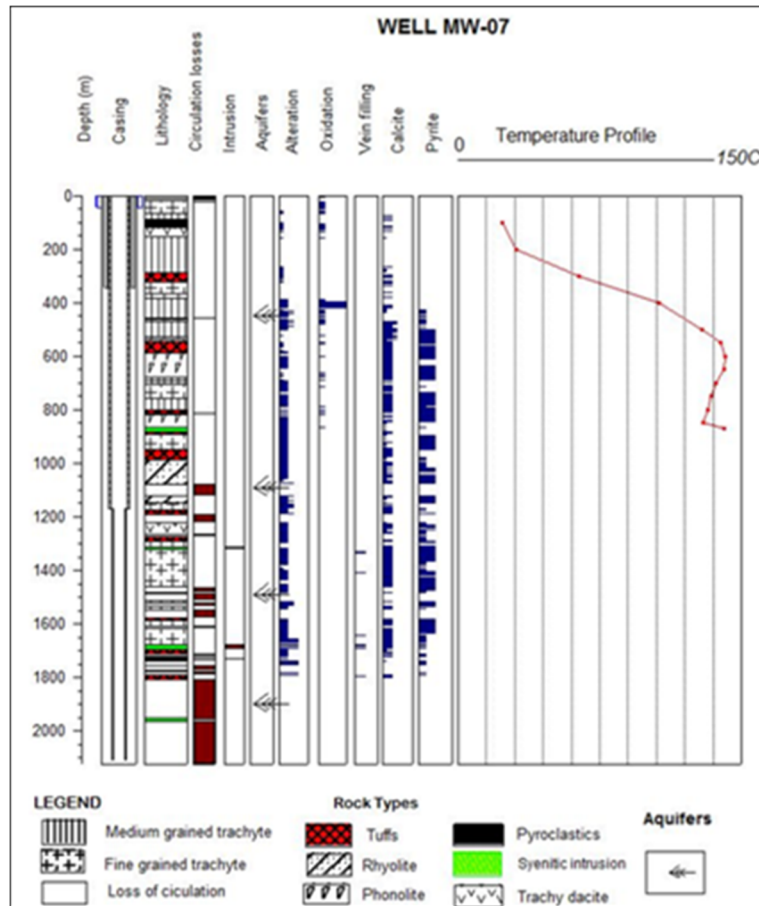 WELL MW-07
Depth (m)
Casing
Lithology
Circulation losses
Intrusion
Aquifers
Alteration
Oxidation
Vein filling
Calcite
Pyrite
0 Temperature Profile 150C
0
200
400
600
800
1000
1200
1400
1600
1800
2000
LEGEND
Rock Types
Aquifers
Medium grained trachyte
Tuffs
Pyroclastics
Fine grained trachyte
Rhyolite
Syenitic intrusion
Loss of ciculation
Phonolite
Trachy dacite